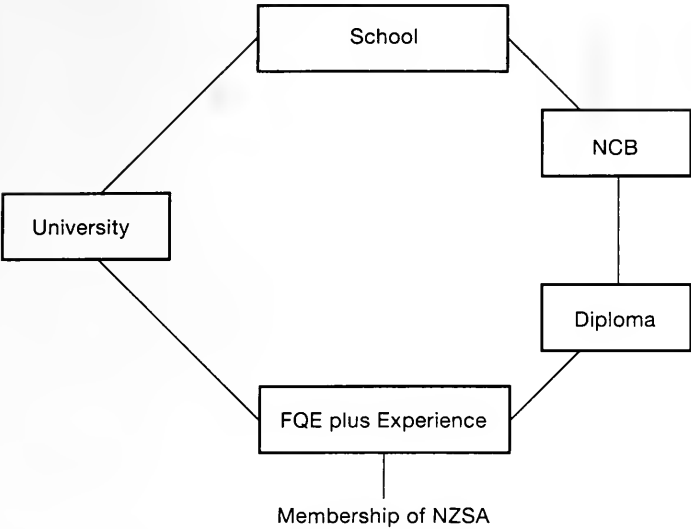 School
NCB
University
Diploma
FQE plus Experience
Membership of NZSA